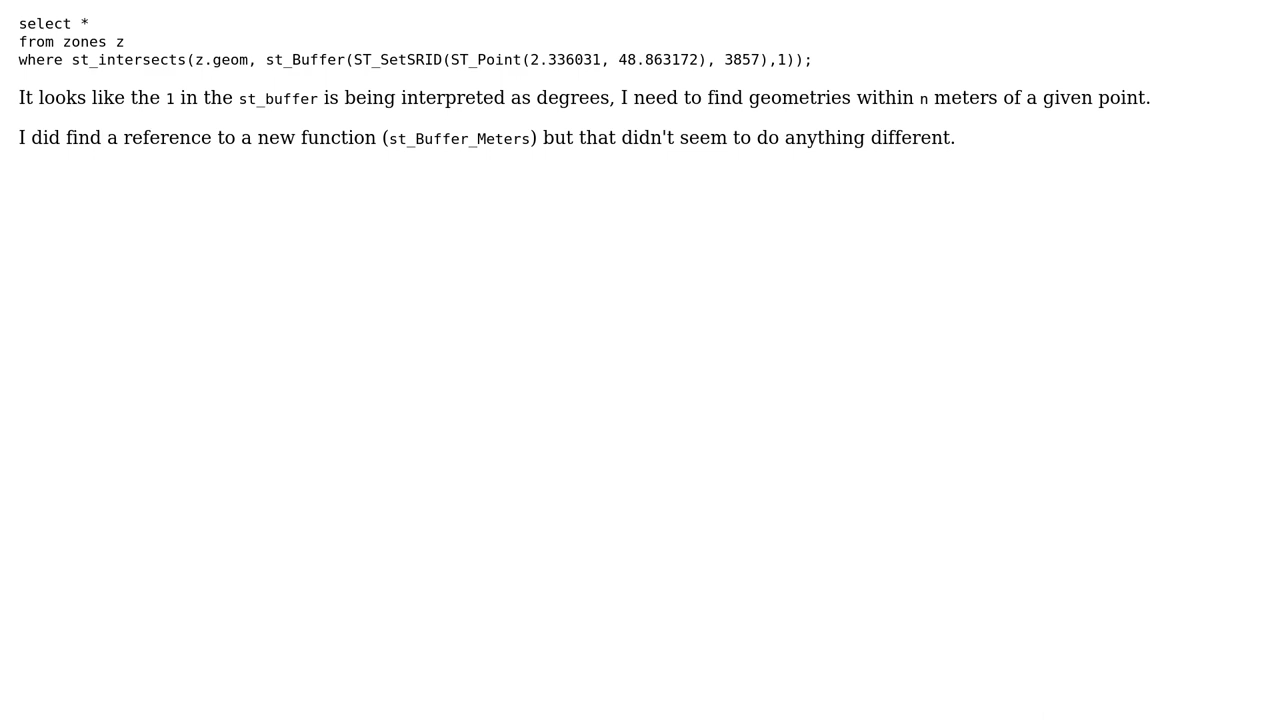 select *
from zones z
where st_intersects(z.geom, st_Buffer(ST_SetSRID(ST_Point(2.336031, 48.863172), 3857),1));
It looks like the 1 in the st_buffer is being interpreted as degrees, I need to find geometries within n meters of a given point.
I did find a reference to a new function (st_Buffer_Meters) but that didn't seem to do anything different.